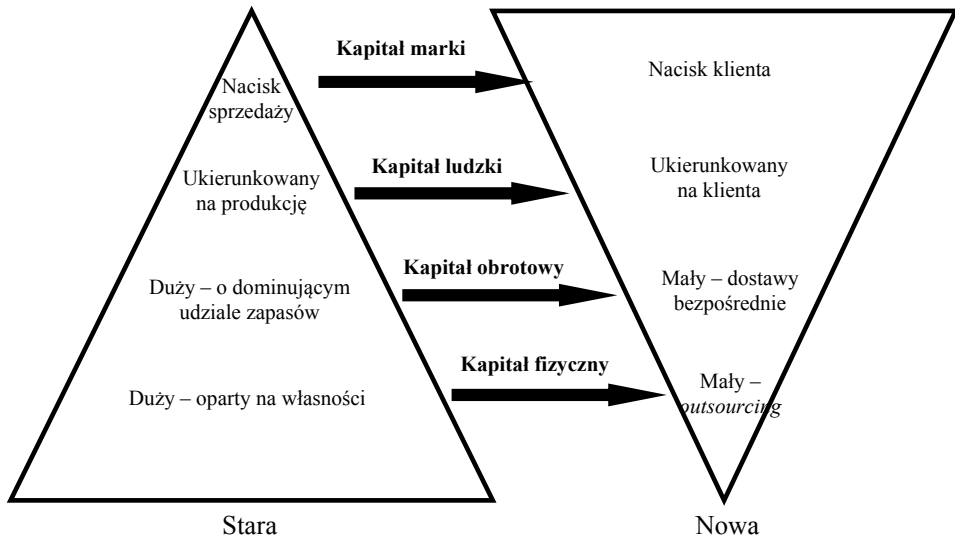 Kapitał marki
Nacisk
sprzedaży
Nacisk klienta
Kapitał ludzki
Ukierunkowany
na produkcję
Ukierunkowany
na klienta
Kapitał obrotowy
Duży – o dominującym
udziale zapasów
Mały – dostawy
bezpośrednie
Kapitał fizyczny
Duży – oparty na własności
Mały –
outsourcing
Stara
Nowa